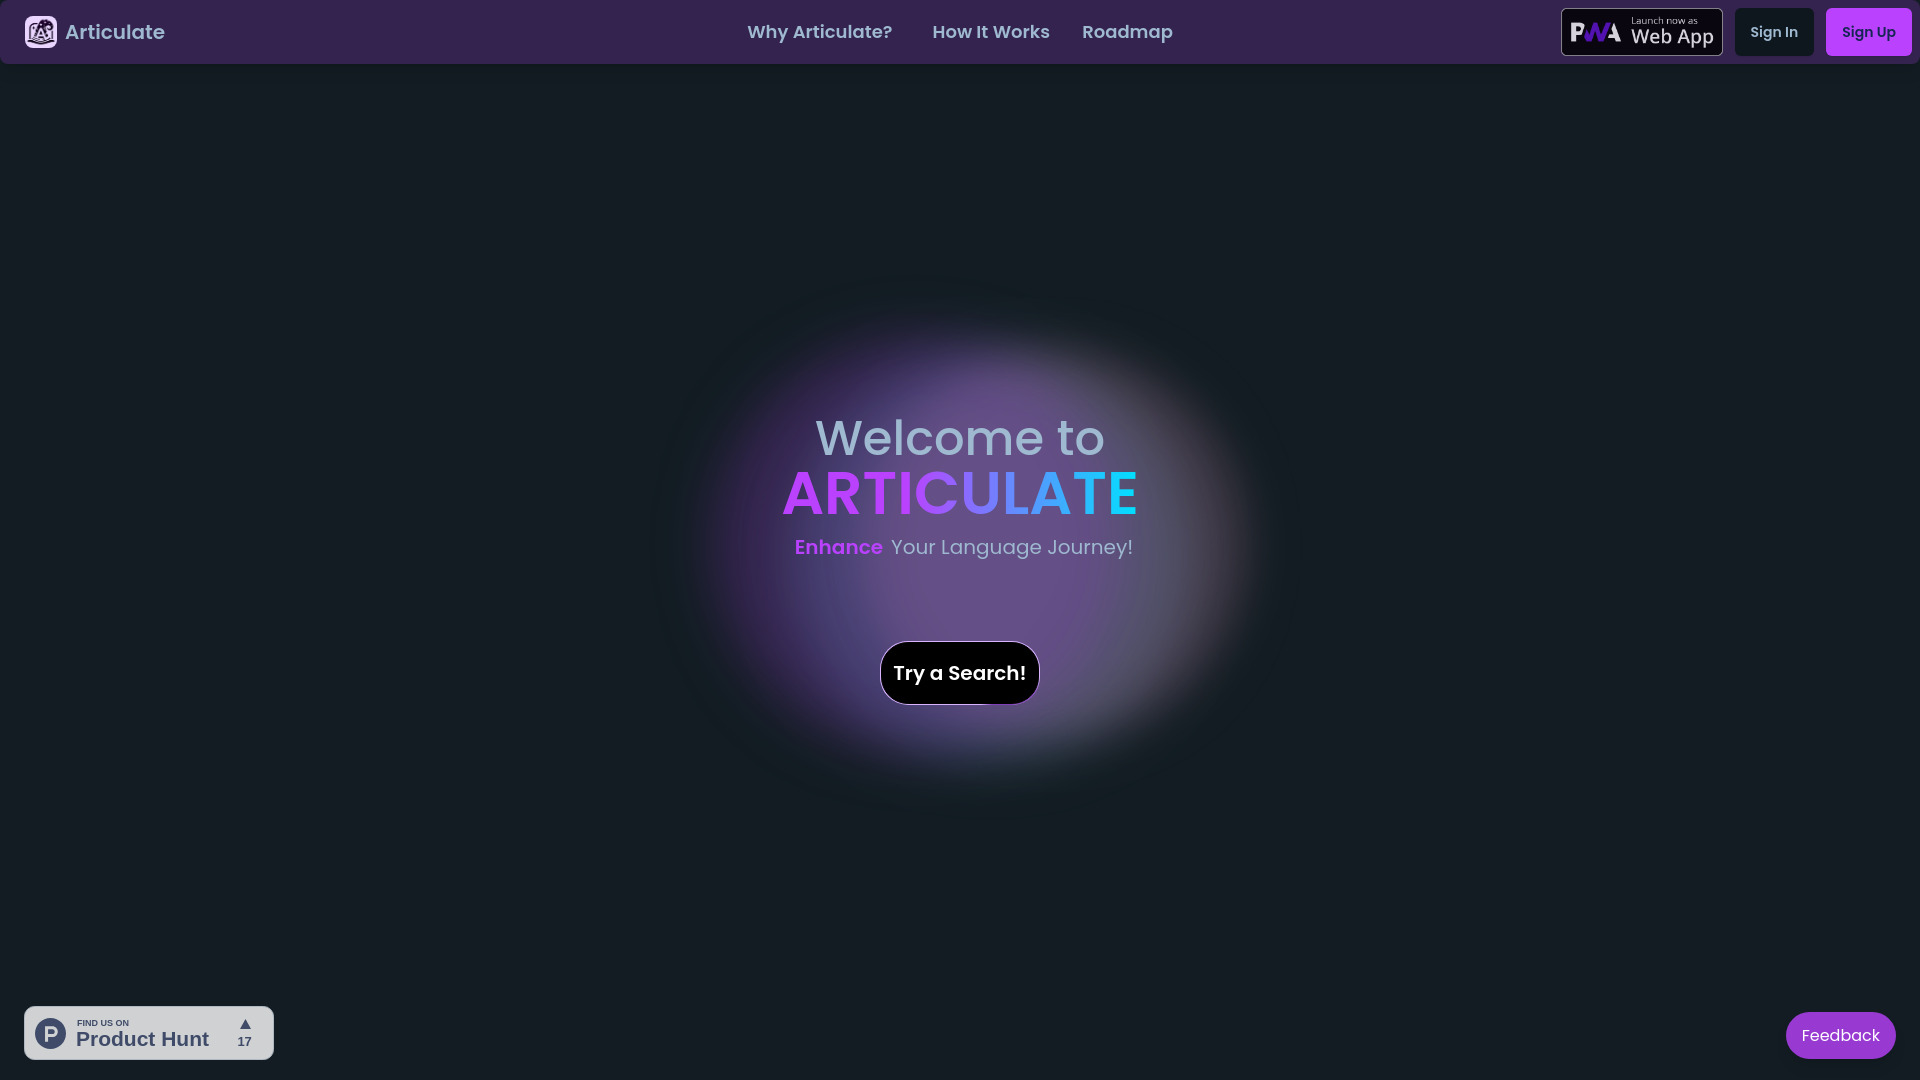 Articulate
Why Articulate?
How It Works
Roadmap
Launch now as
PWA Web App
Sign In
Sign Up
Welcome to
ARTICULATE
Enhance Your Language Journey!
Try a Search!
P
FIND US ON
Product Hunt
▲
17
Feedback